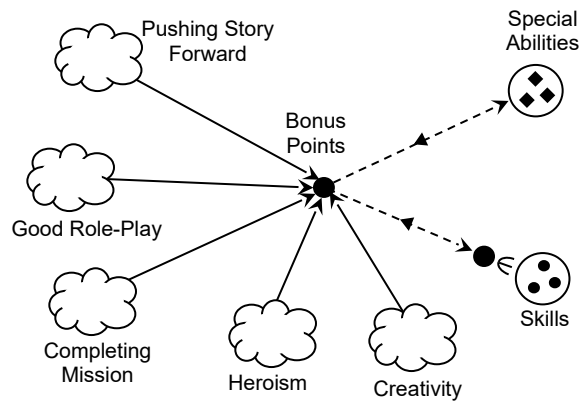 Pushing Story
Forward
Special
Abilities
Bonus
Points
Good Role-Play
Skills
Completing
Mission
Heroism
Creativity